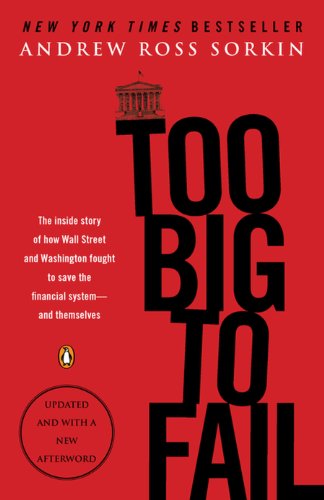 NEW YORK TIMES BESTSELLER
ANDREW ROSS SORKIN
TOO
BIG
TO
FAIL
The inside story
of how Wall Street
and Washington fought
to save the
financial system—
and themselves
UPDATED
AND WITH A
NEW
AFTERWORD